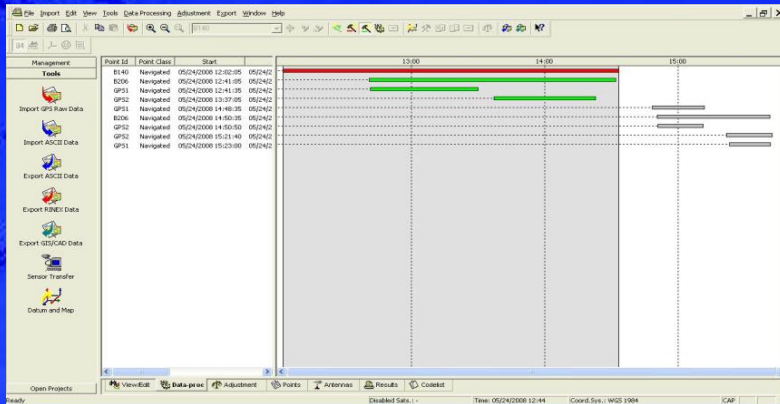 File Import Edit View Tools Data Processing Adjustment Export Window Help
B140
Management
Tools
Import GPS Raw Data
Import ASCII Data
Export ASCII Data
Export RINEX Data
Export GIS/CAD Data
Sensor Transfer
Datum and Map
Open Projects
Point Id Point Class Start
B140 Navigated 05/24/2008 12:02:05 05/24/2
B206 Navigated 05/24/2008 12:41:05 05/24/2
GPS1 Navigated 05/24/2008 12:41:35 05/24/2
GPS2 Navigated 05/24/2008 13:37:05 05/24/2
GPS1 Navigated 05/24/2008 14:48:35 05/24/2
B206 Navigated 05/24/2008 14:50:35 05/24/2
GPS2 Navigated 05/24/2008 14:50:50 05/24/2
GPS2 Navigated 05/24/2008 15:21:40 05/24/2
GPS1 Navigated 05/24/2008 15:23:00 05/24/2
13:00 14:00 15:00
View/Edit Data-proc Adjustment Points Antennas Results Codelist
Ready Disabled Sats.: - Time: 05/24/2008 12:44 Coord.Sys.: WGS 1984 CAP